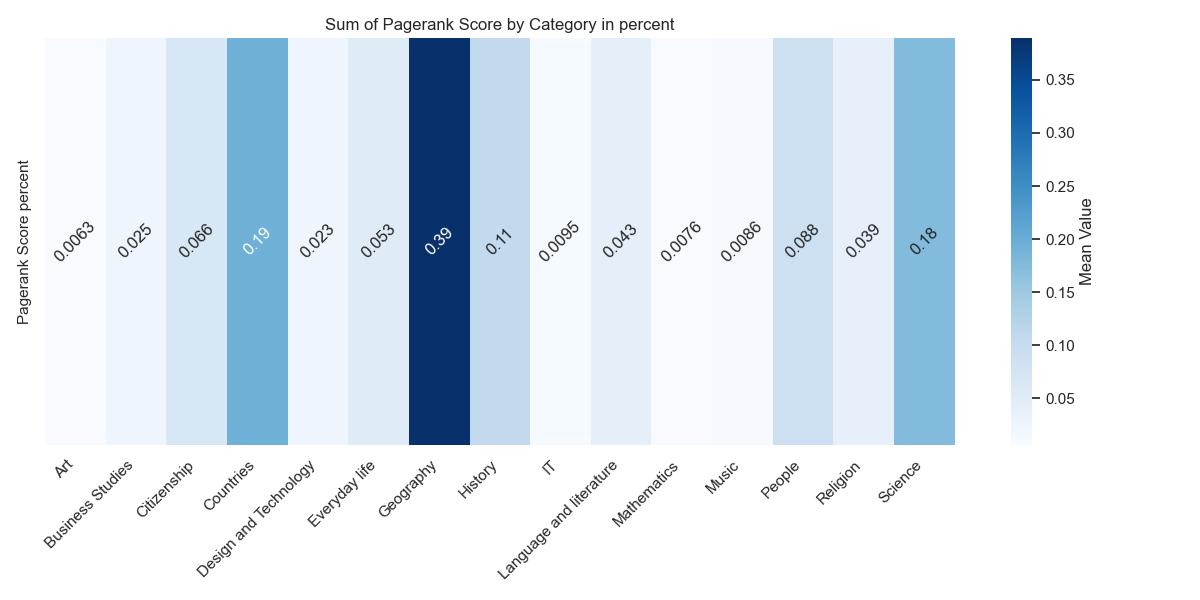 Sum of Pagerank Score by Category in percent
Pagerank Score percent
0.0063
0.025
0.066
0.19
0.023
0.053
0.39
0.11
0.0095
0.043
0.0076
0.0086
0.088
0.039
0.18
Art
Business Studies
Citizenship
Countries
Design and Technology
Everyday life
Geography
History
IT
Language and literature
Mathematics
Music
People
Religion
Science
0.35
0.30
0.25
0.20
0.15
0.10
0.05
Mean Value